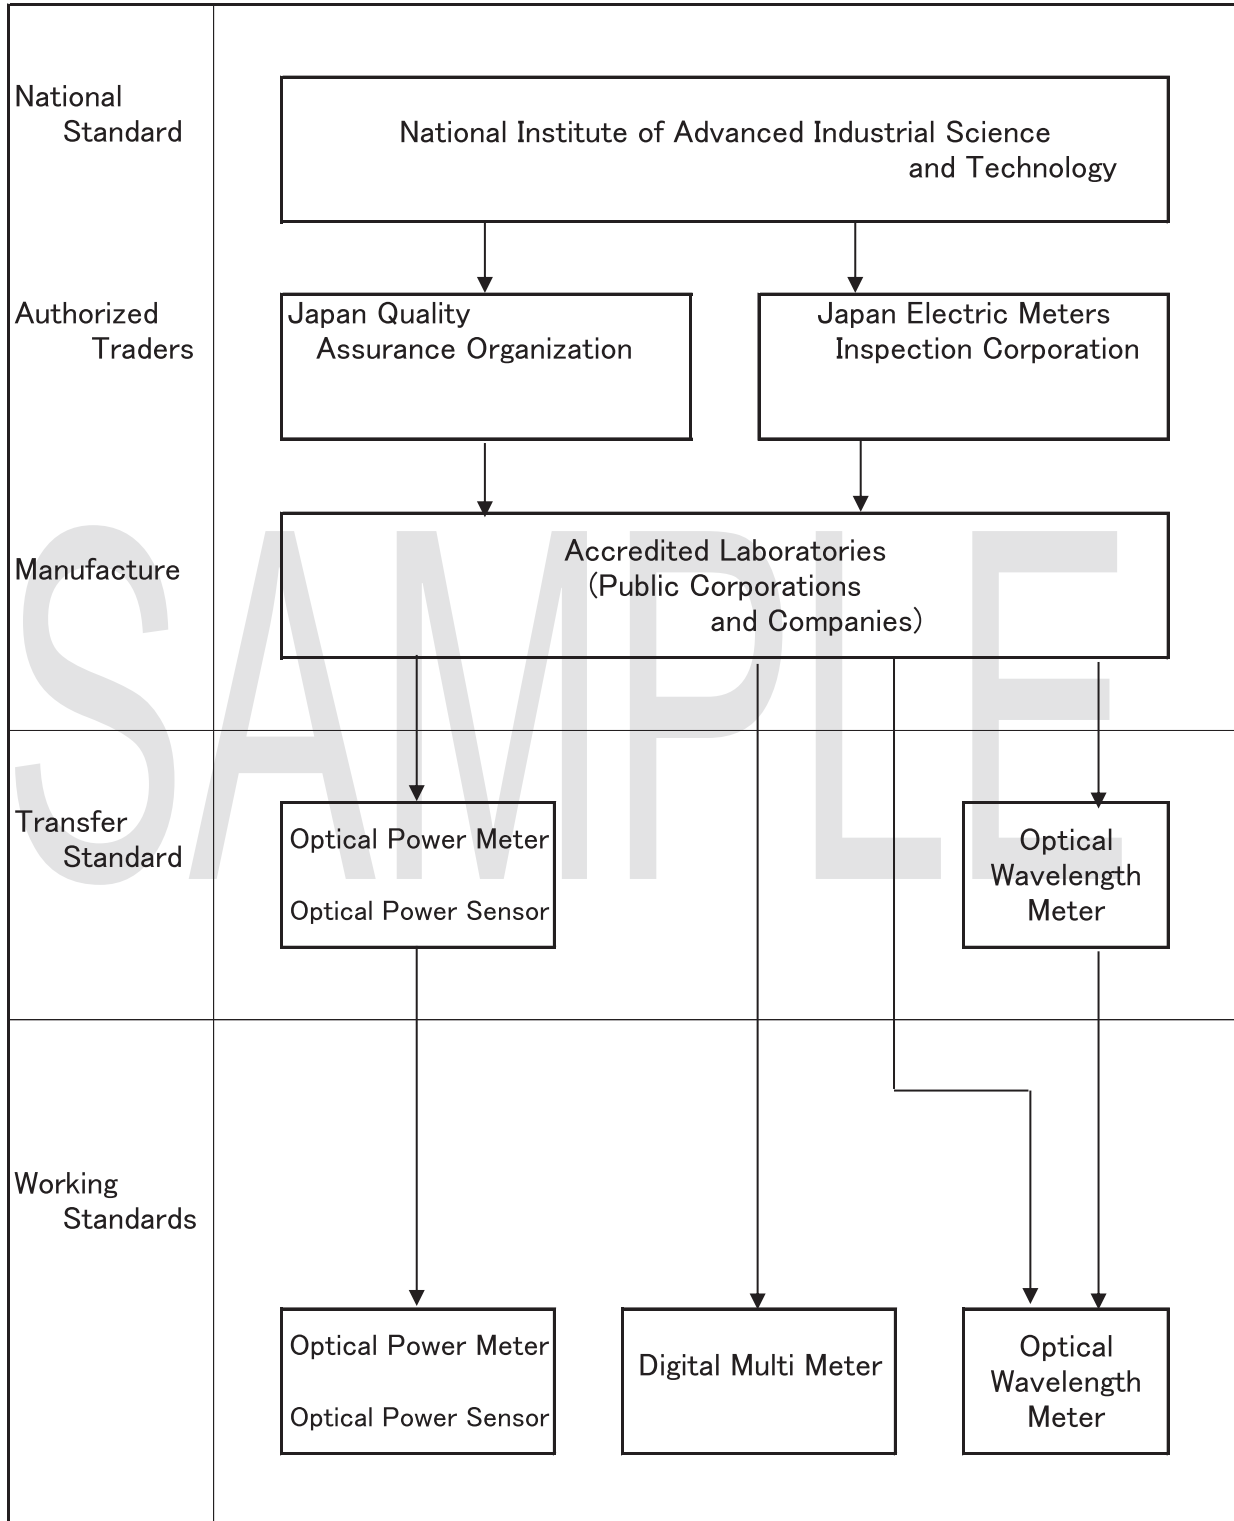 National
Standard
National Institute of Advanced Industrial Science
and Technology
Authorized
Traders
Japan Quality
Assurance Organization
Japan Electric Meters
Inspection Corporation
Manufacture
Accredited Laboratories
(Public Corporations
and Companies)
SAMPLE
Transfer
Standard
Optical Power Meter
Optical Power Sensor
Optical
Wavelength
Meter
Working
Standards
Optical Power Meter
Optical Power Sensor
Digital Multi Meter
Optical
Wavelength
Meter